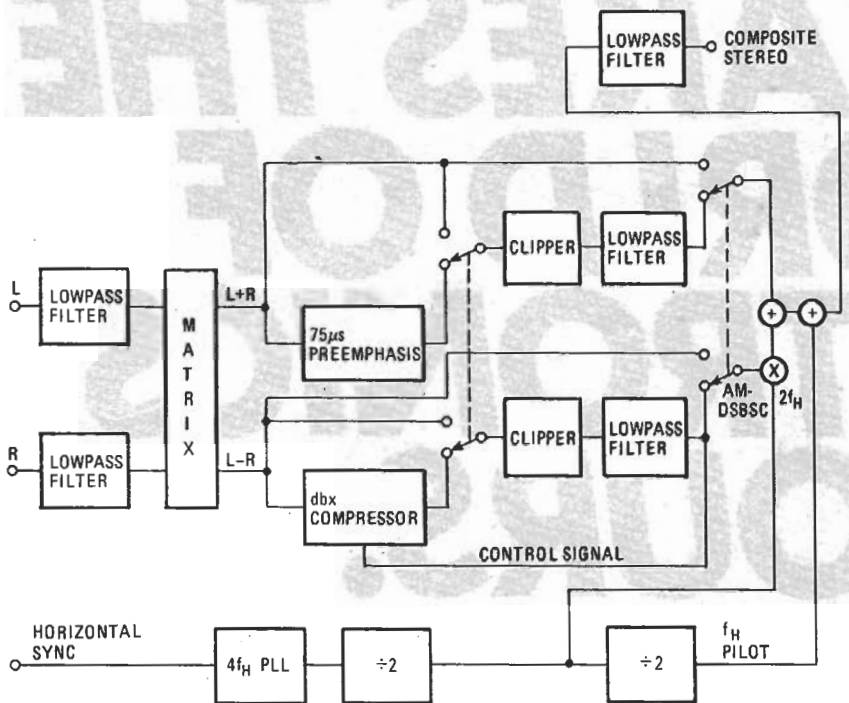 LOWPASS
FILTER
COMPOSITE
STEREO
L
LOWPASS
FILTER
MATRIX
L+R
75µs
PREEMPHASIS
CLIPPER
LOWPASS
FILTER
R
LOWPASS
FILTER
L−R
dbx
COMPRESSOR
CLIPPER
LOWPASS
FILTER
AM-
DSBSC
2fH
CONTROL SIGNAL
HORIZONTAL
SYNC
4fH PLL
÷2
÷2
fH
PILOT
+
+
X